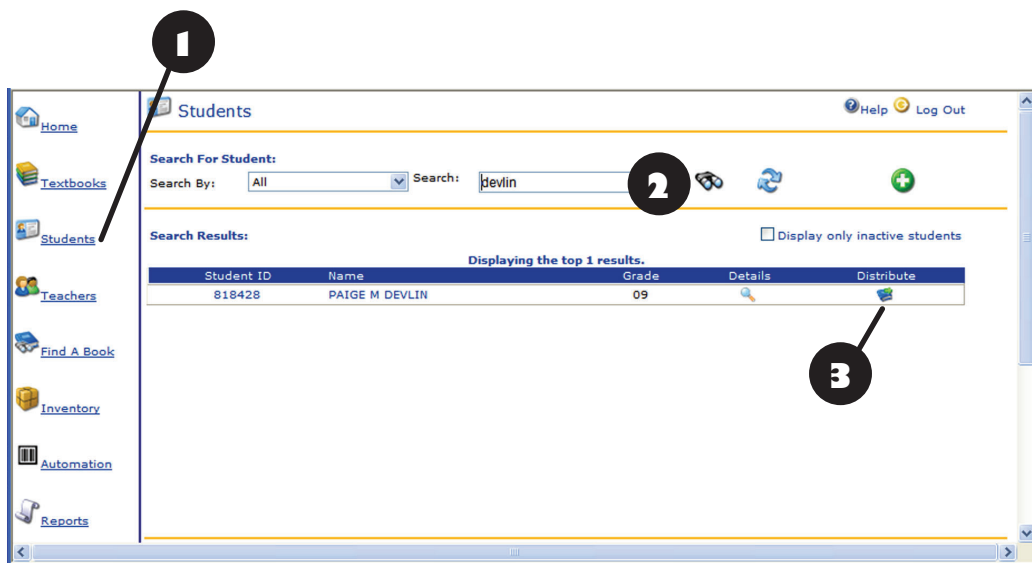 1
Students
Help Log Out
Home
Search For Student:
Search By: All Search: devlin
2
Textbooks
Students
Search Results:
Display only inactive students
Displaying the top 1 results.
Student ID Name Grade Details Distribute
818428 PAIGE M DEVLIN 09
Teachers
3
Find A Book
Inventory
Automation
Reports